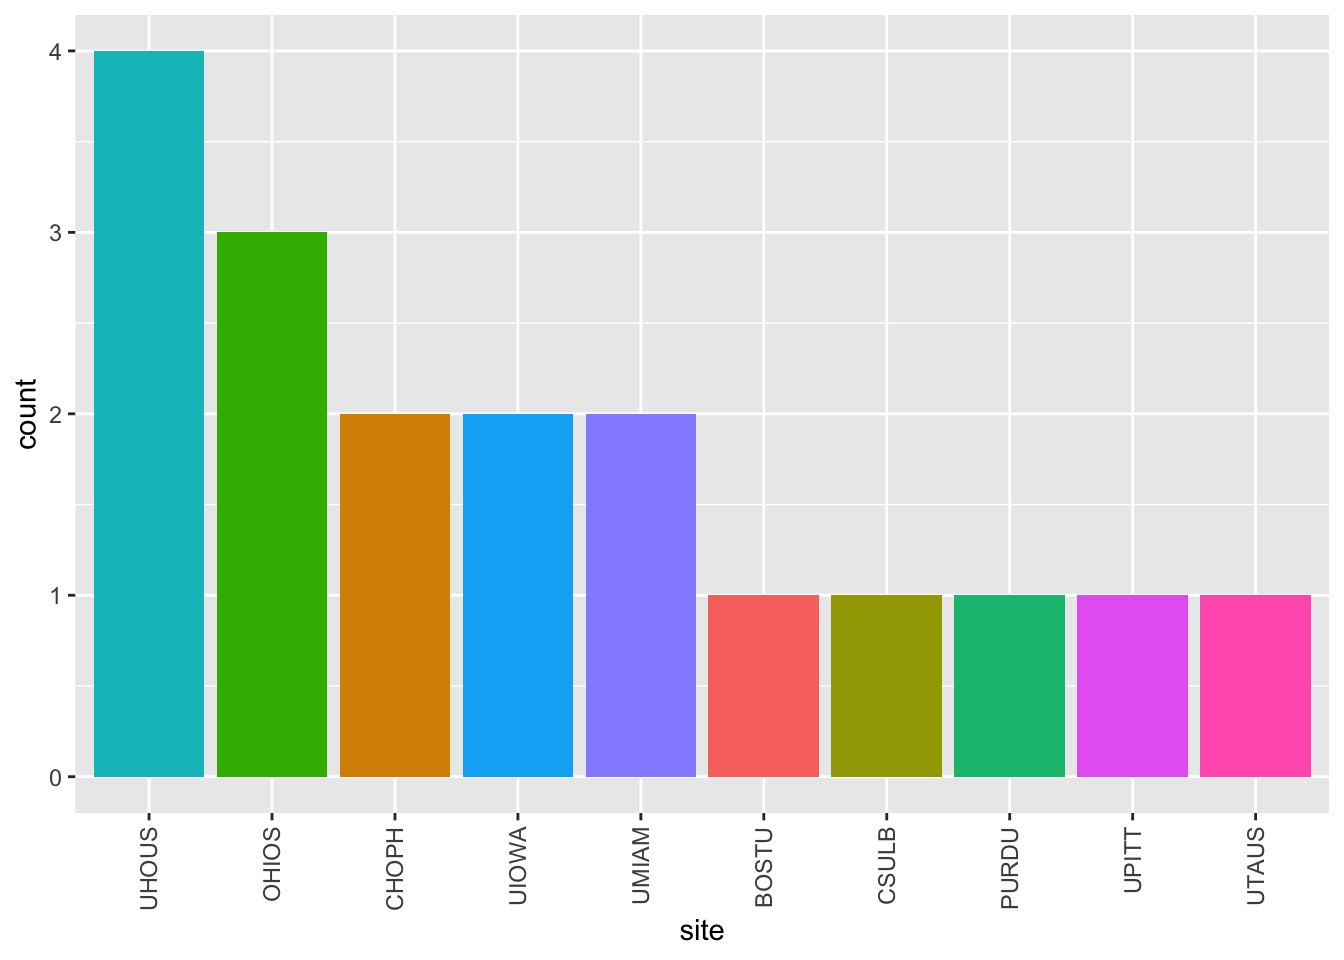 count
4
3
2
1
0
UHOUS
OHIOS
CHOPH
UIOWA
UMIAM
BOSTU
CSULB
PURDU
UPITT
UTAUS
site